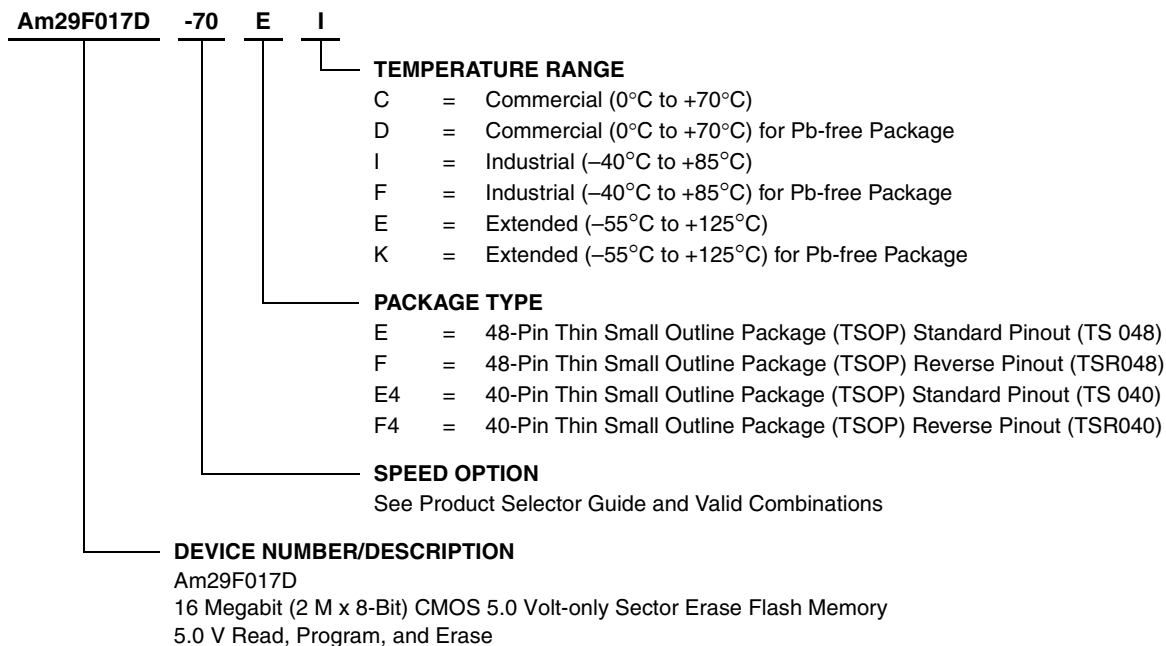 Am29F017D -70 E I
TEMPERATURE RANGE
C = Commercial (0°C to +70°C)
D = Commercial (0°C to +70°C) for Pb-free Package
I = Industrial (–40°C to +85°C)
F = Industrial (–40°C to +85°C) for Pb-free Package
E = Extended (–55°C to +125°C)
K = Extended (–55°C to +125°C) for Pb-free Package
PACKAGE TYPE
E = 48-Pin Thin Small Outline Package (TSOP) Standard Pinout (TS 048)
F = 48-Pin Thin Small Outline Package (TSOP) Reverse Pinout (TSR048)
E4 = 40-Pin Thin Small Outline Package (TSOP) Standard Pinout (TS 040)
F4 = 40-Pin Thin Small Outline Package (TSOP) Reverse Pinout (TSR040)
SPEED OPTION
See Product Selector Guide and Valid Combinations
DEVICE NUMBER/DESCRIPTION
Am29F017D
16 Megabit (2 M x 8-Bit) CMOS 5.0 Volt-only Sector Erase Flash Memory
5.0 V Read, Program, and Erase